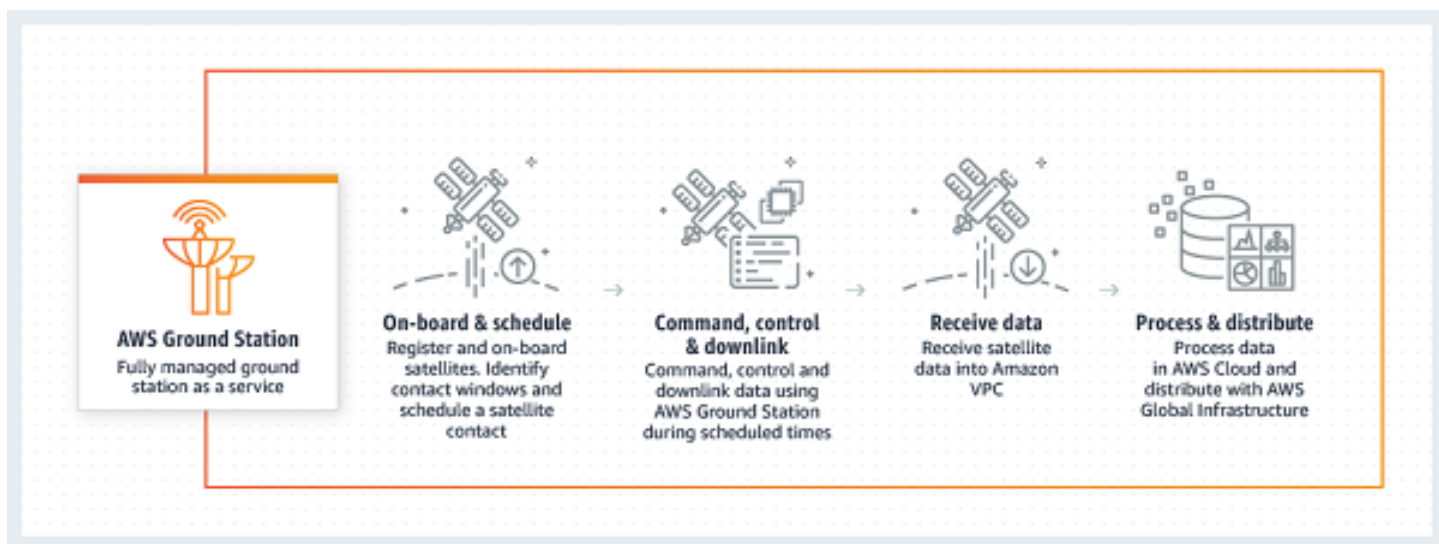 AWS Ground Station
Fully managed ground
station as a service
On-board & schedule
Register and on-board
satellites. Identify
contact windows and
schedule a satellite
contact
Command, control
& downlink
Command, control and
downlink data using
AWS Ground Station
during scheduled times
Receive data
Receive satellite
data into Amazon
VPC
Process & distribute
Process data
in AWS Cloud and
distribute with AWS
Global Infrastructure